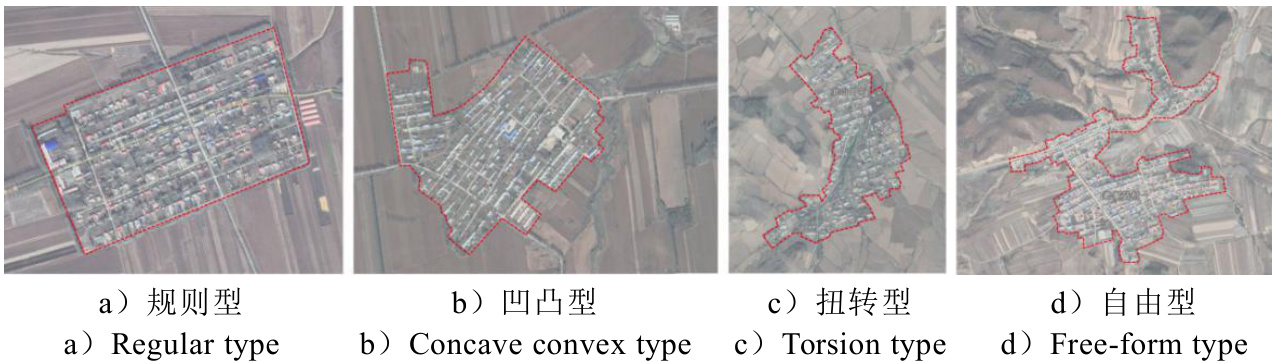 a）规则型
b）凹凸型
c）扭转型
d）自由型
a）Regular type
b）Concave convex type
c）Torsion type
d）Free-form type